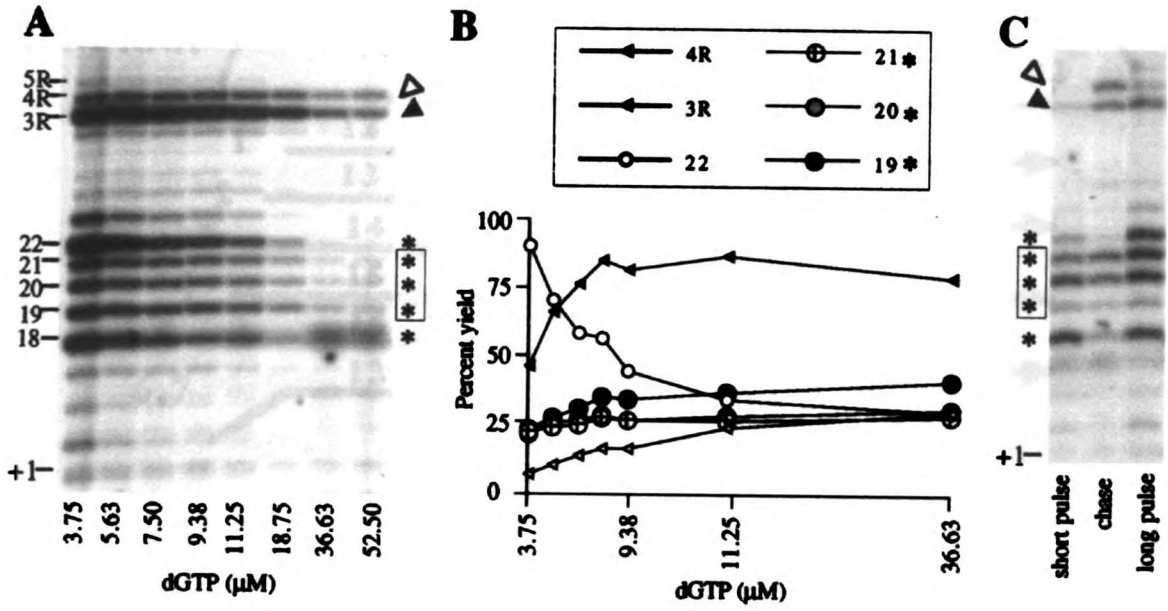 A
5R
4R
3R
22
21
20
19
18
+1
*
*
*
*
*
3.75
5.63
7.50
9.38
11.25
18.75
36.63
52.50
dGTP (μM)
B
4R
3R
22
21*
20*
19*
Percent yield
100
75
50
25
0
3.75
9.38
11.25
36.63
dGTP (μM)
C
*
*
*
*
*
+1
short pulse
chase
long pulse